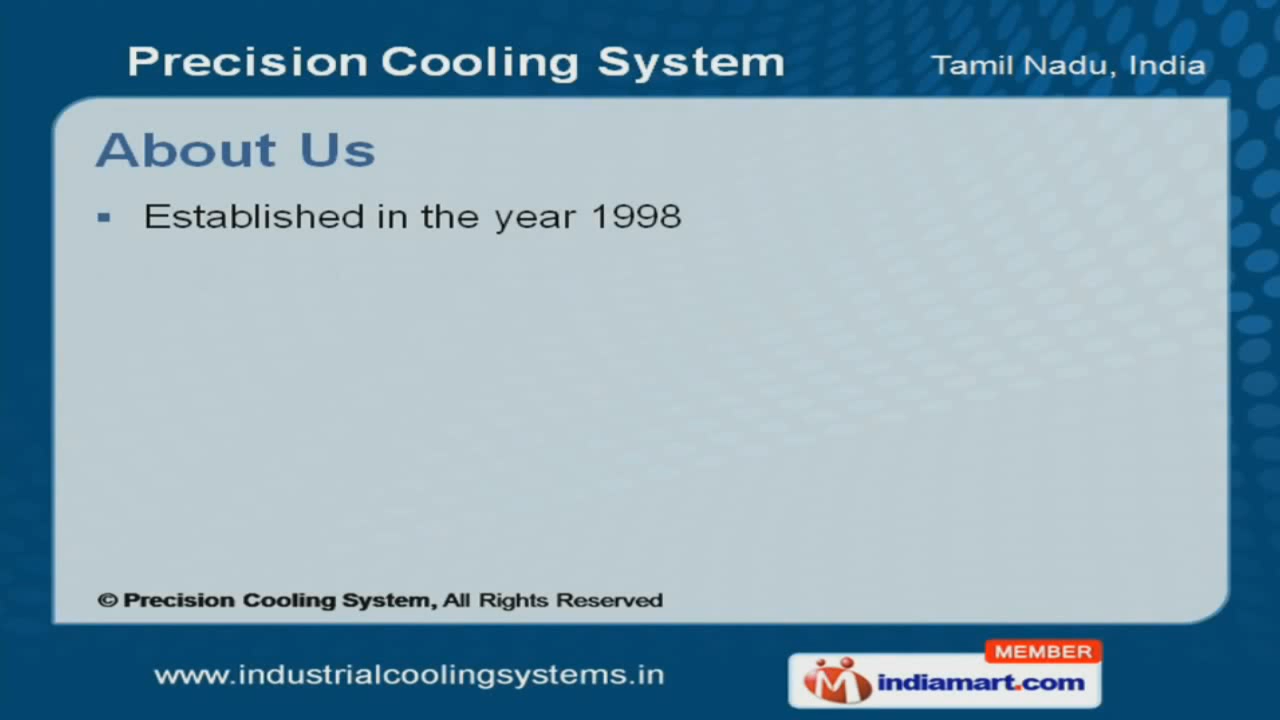 Precision Cooling System
Tamil Nadu, India
About Us
▪ Established in the year 1998
© Precision Cooling System, All Rights Reserved
www.industrialcoolingsystems.in
MEMBER
indiamart.com